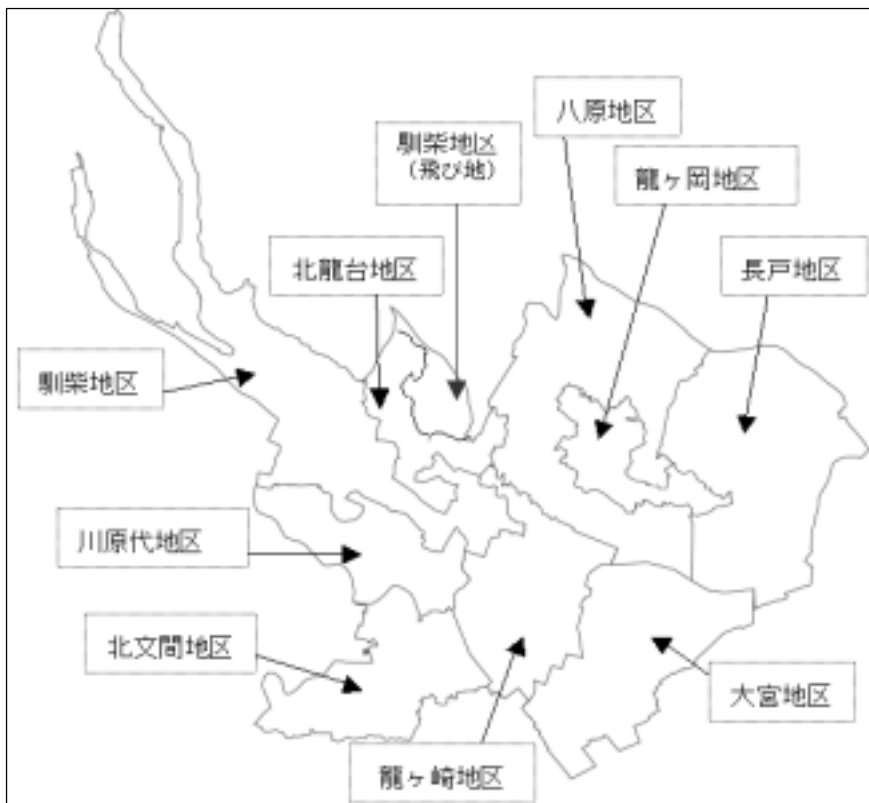 八原地区
馴柴地区
（飛び地）
龍ヶ岡地区
北龍台地区
長戸地区
馴柴地区
川原代地区
北文間地区
大宮地区
龍ヶ崎地区